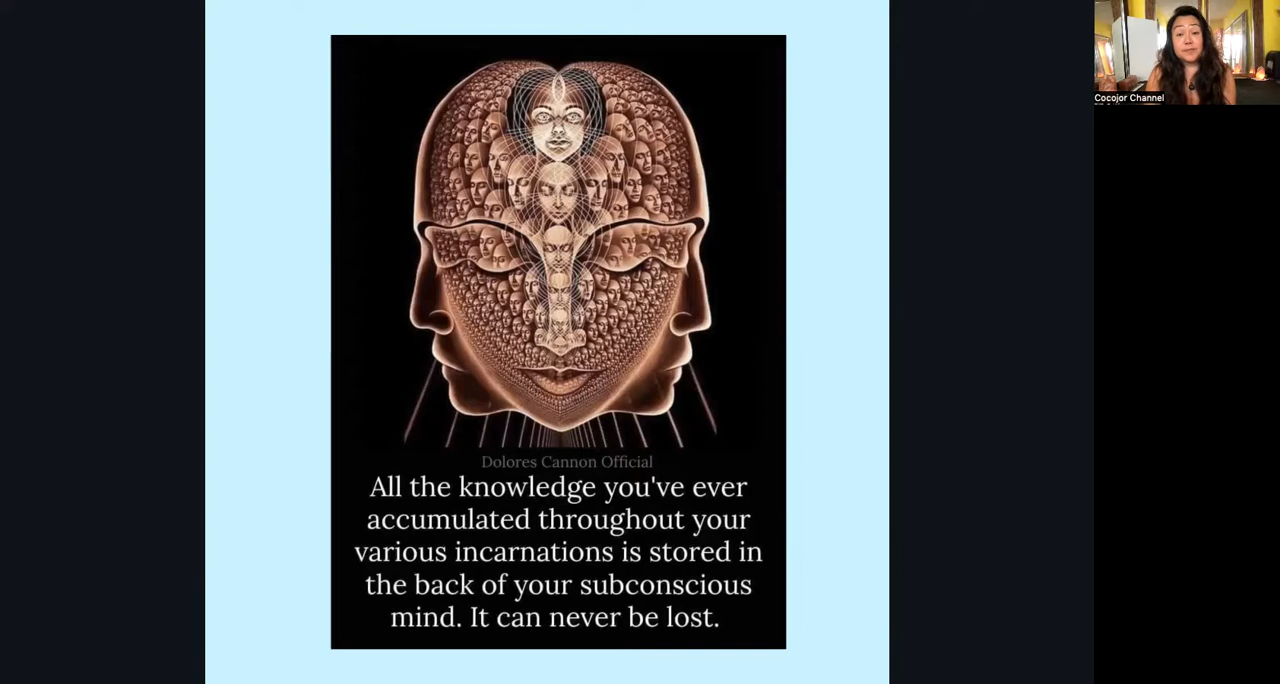 Cocojor Channel
Dolores Cannon Official
All the knowledge you've ever
accumulated throughout your
various incarnations is stored in
the back of your subconscious
mind. It can never be lost.